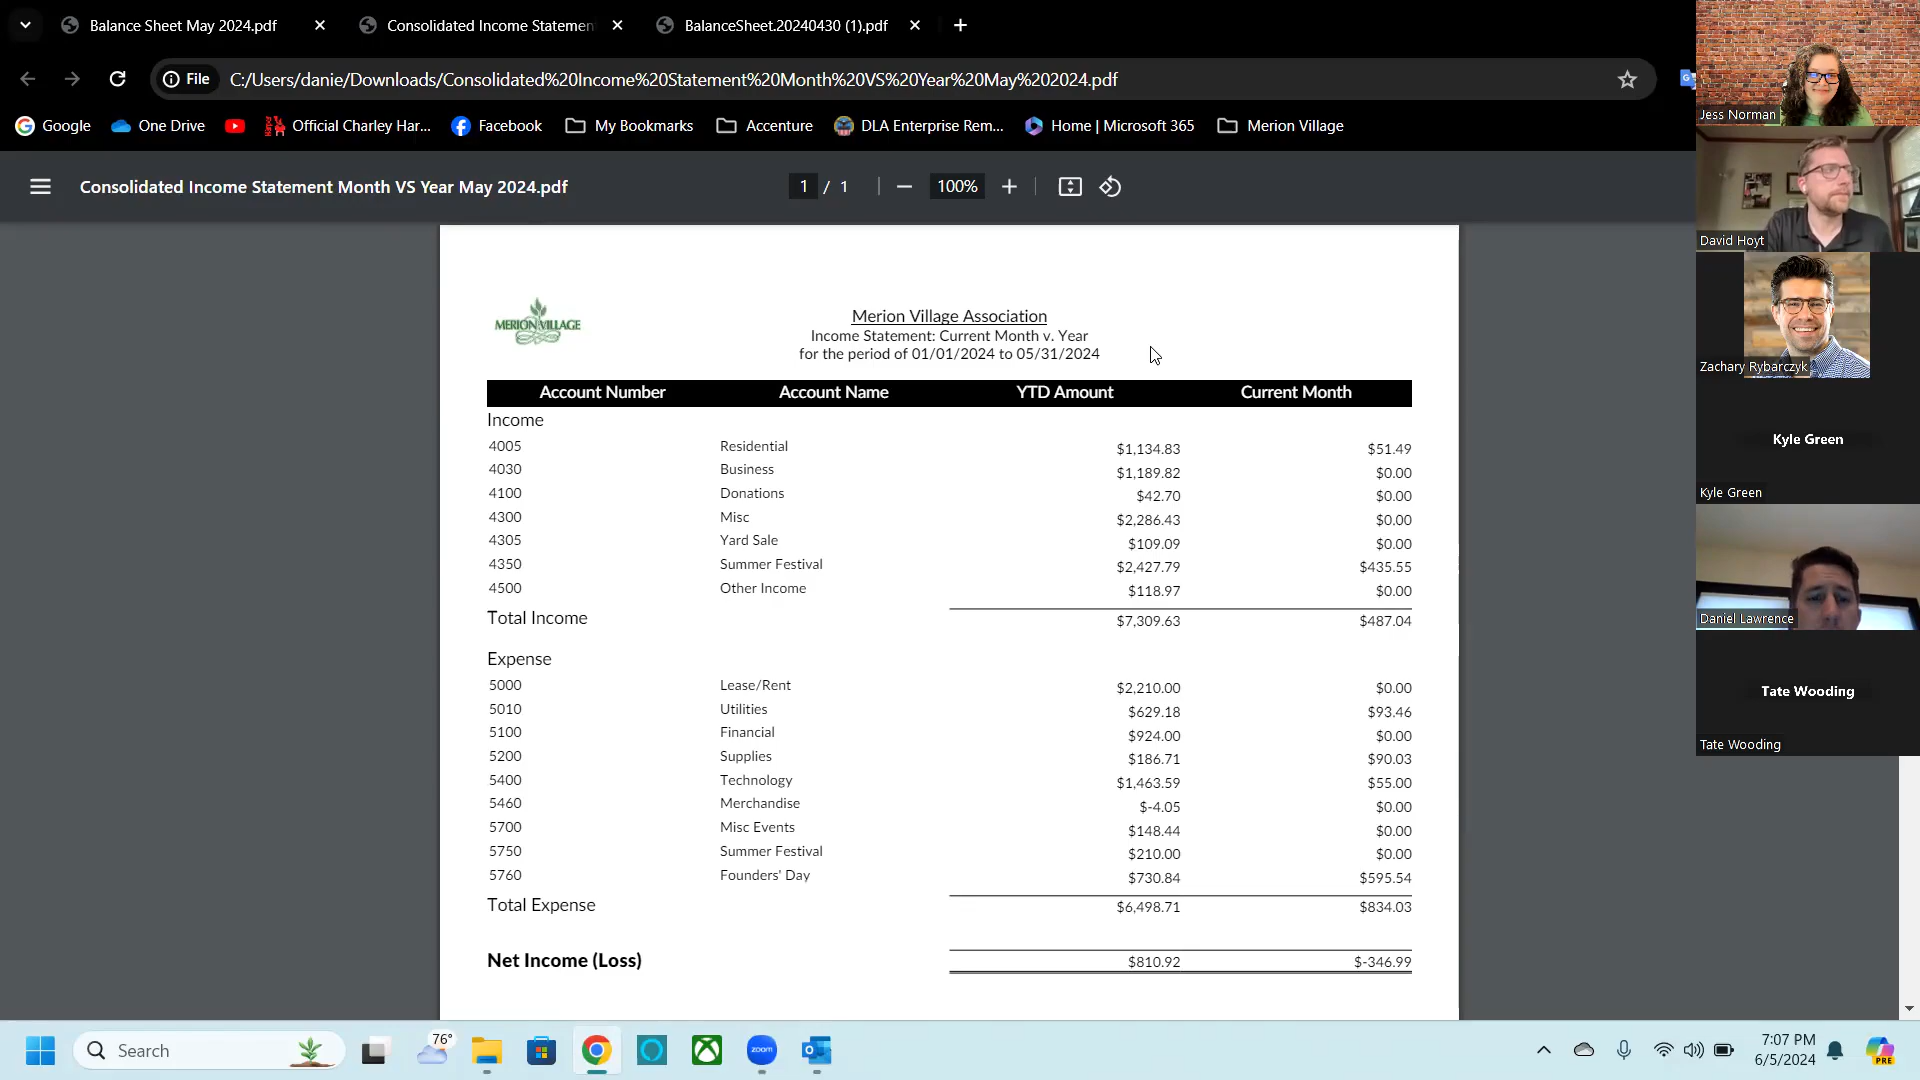 Balance Sheet May 2024.pdf
Consolidated Income Statemen
BalanceSheet.20240430 (1).pdf
File
C:/Users/danie/Downloads/Consolidated%20Income%20Statement%20Month%20VS%20Year%20May%202024.pdf
Google
One Drive
Official Charley Har...
Facebook
My Bookmarks
Accenture
DLA Enterprise Rem...
Home | Microsoft 365
Merion Village
Consolidated Income Statement Month VS Year May 2024.pdf
1 / 1
100%
MERION VILLAGE
Merion Village Association
Income Statement: Current Month v. Year
for the period of 01/01/2024 to 05/31/2024
Account Number Account Name YTD Amount Current Month
Income
4005 Residential $1,134.83 $51.49
4030 Business $1,189.82 $0.00
4100 Donations $42.70 $0.00
4300 Misc $2,286.43 $0.00
4305 Yard Sale $109.09 $0.00
4350 Summer Festival $2,427.79 $435.55
4500 Other Income $118.97 $0.00
Total Income $7,309.63 $487.04
Expense
5000 Lease/Rent $2,210.00 $0.00
5010 Utilities $629.18 $93.46
5100 Financial $924.00 $0.00
5200 Supplies $186.71 $90.03
5400 Technology $1,463.59 $55.00
5460 Merchandise $-4.05 $0.00
5700 Misc Events $148.44 $0.00
5750 Summer Festival $210.00 $0.00
5760 Founders' Day $730.84 $595.54
Total Expense $6,498.71 $834.03
Net Income (Loss) $810.92 $-346.99
Jess Norman
David Hoyt
Zachary Rybarczyk
Kyle Green
Kyle Green
Daniel Lawrence
Tate Wooding
Tate Wooding
Search
76°
zoom
7:07 PM
6/5/2024
PRE